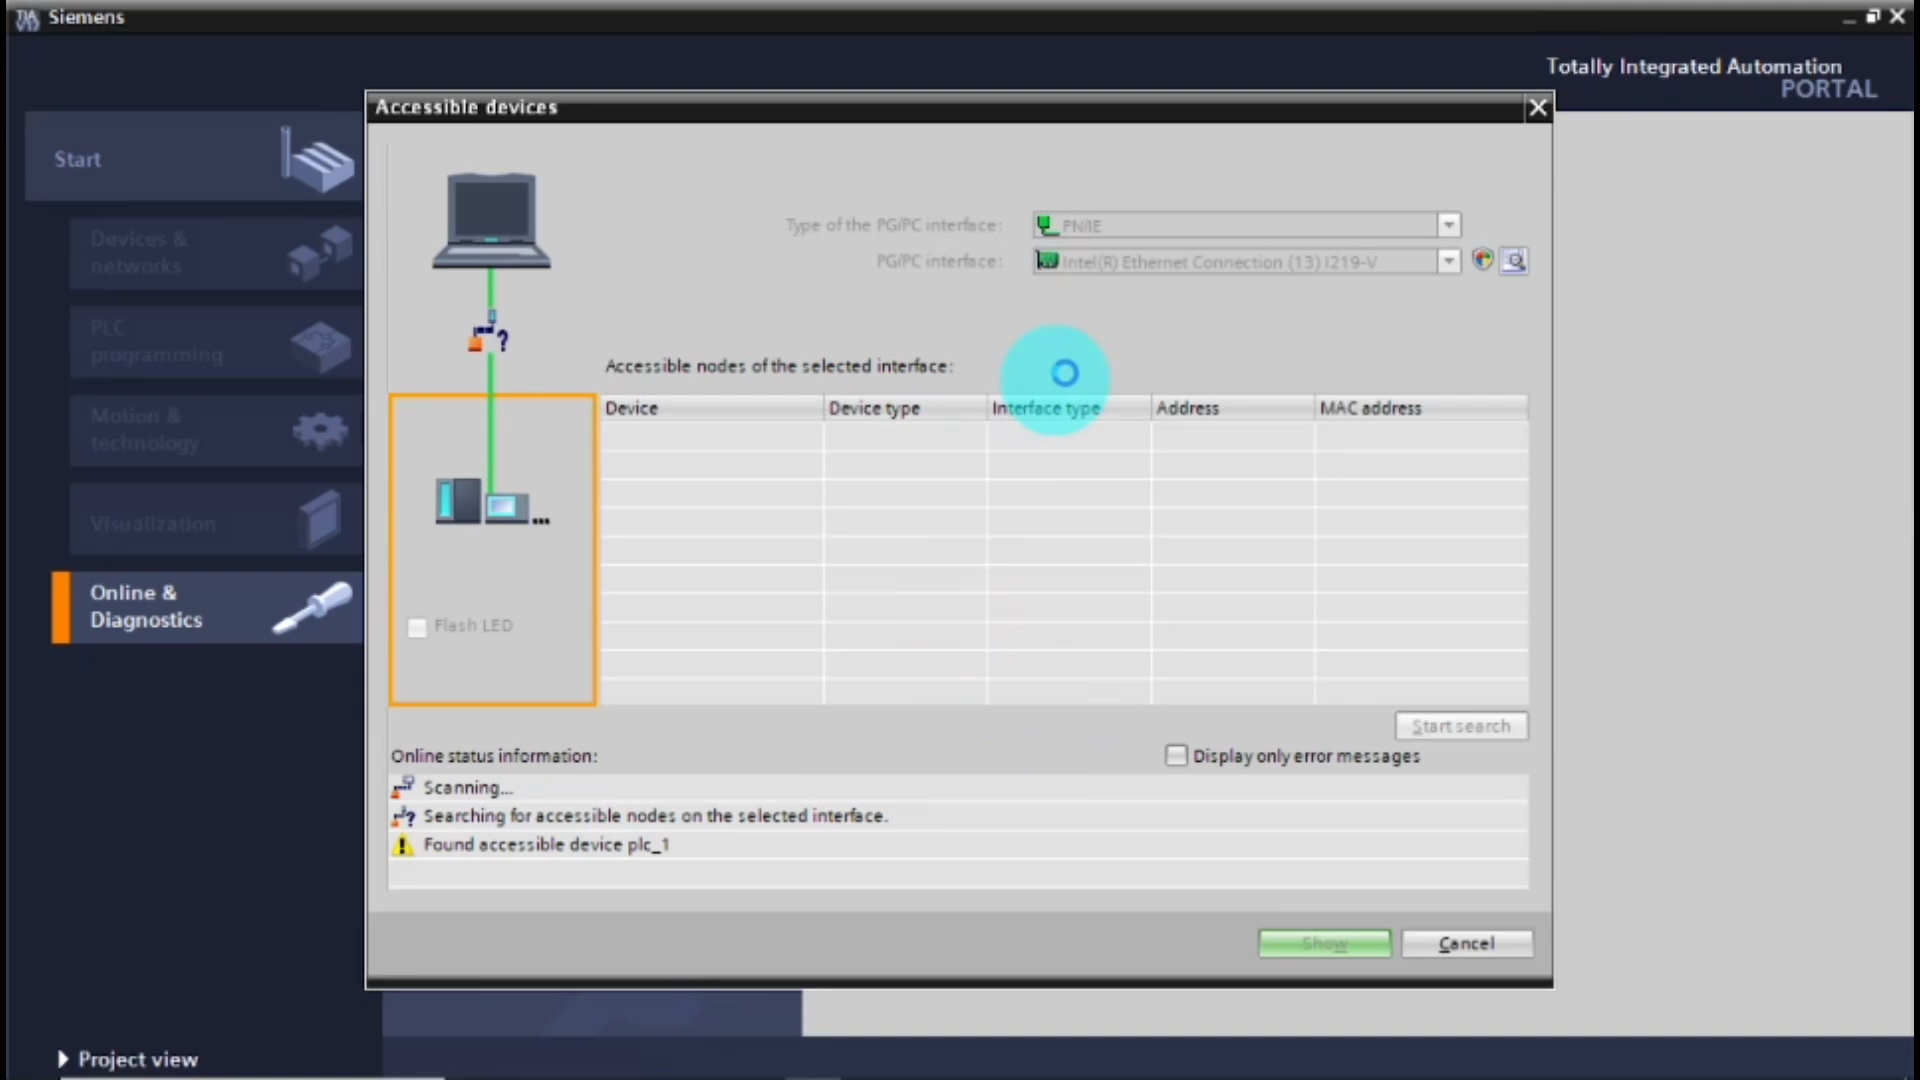 Siemens
Totally Integrated Automation
PORTAL
Accessible devices
Start
Devices &
networks
PLC
programming
Motion &
technology
Visualization
Online &
Diagnostics
Type of the PG/PC interface:
PN/IE
PG/PC interface:
Intel(R) Ethernet Connection (13) I219-V
?
Accessible nodes of the selected interface:
Device
Device type
Interface type
Address
MAC address
...
Flash LED
Start search
Online status information:
Display only error messages
Scanning...
Searching for accessible nodes on the selected interface.
Found accessible device plc_1
Show
Cancel
Project view